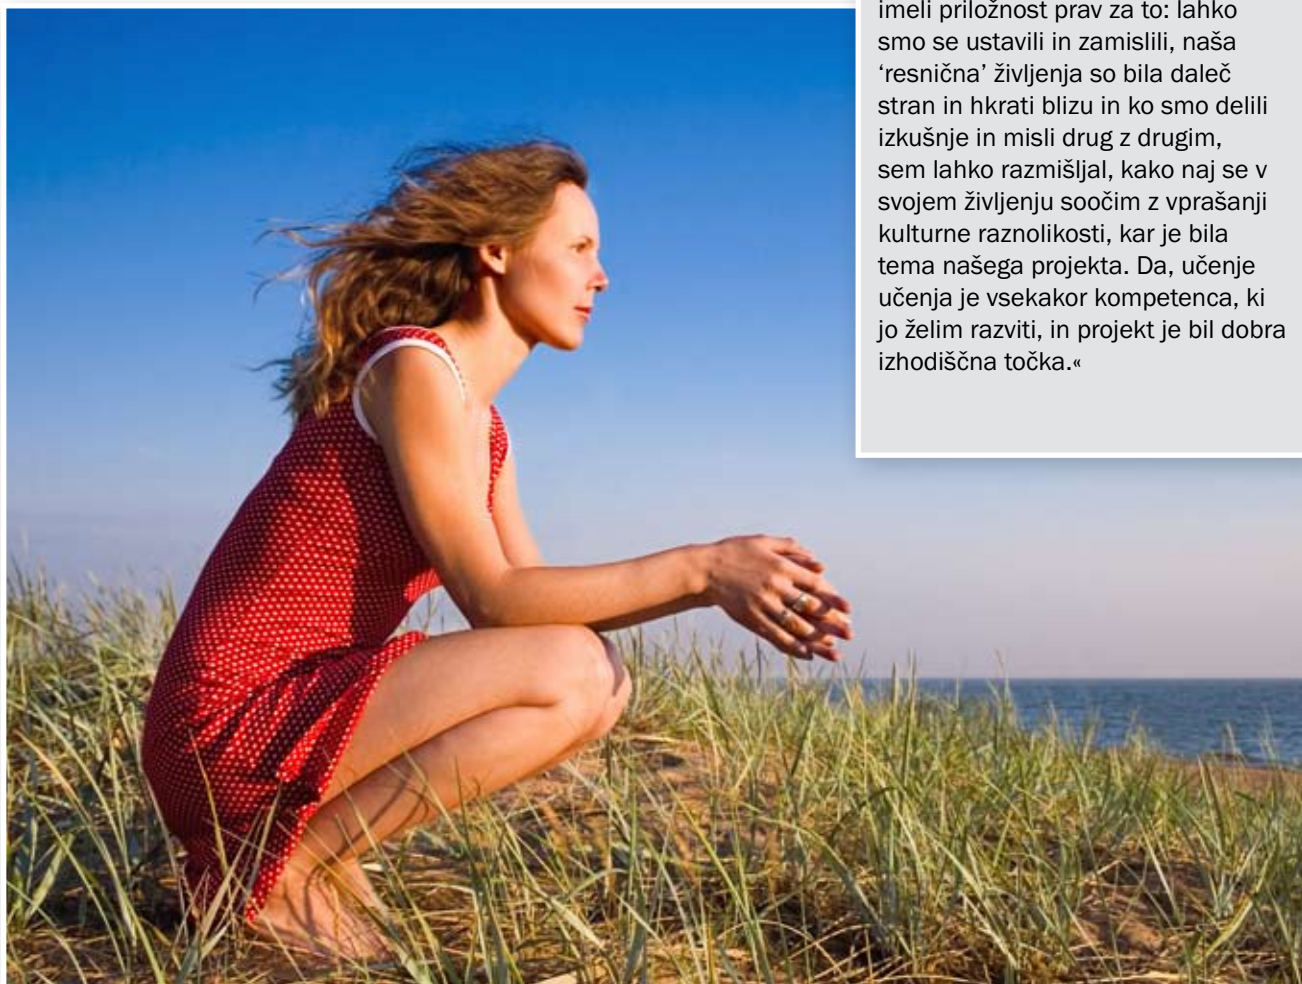 imeli priložnost prav za to: lahko
smo se ustavili in zamislili, naša
‘resnična’ življenja so bila daleč
stran in hkrati blizu in ko smo delili
izkušnje in misli drug z drugim,
sem lahko razmišljal, kako naj se v
svojem življenju soočim z vprašanji
kulturne raznolikosti, kar je bila
tema našega projekta. Da, učenje
učenja je vsekakor kompetenca, ki
jo želim razviti, in projekt je bil dobra
izhodiščna točka.«